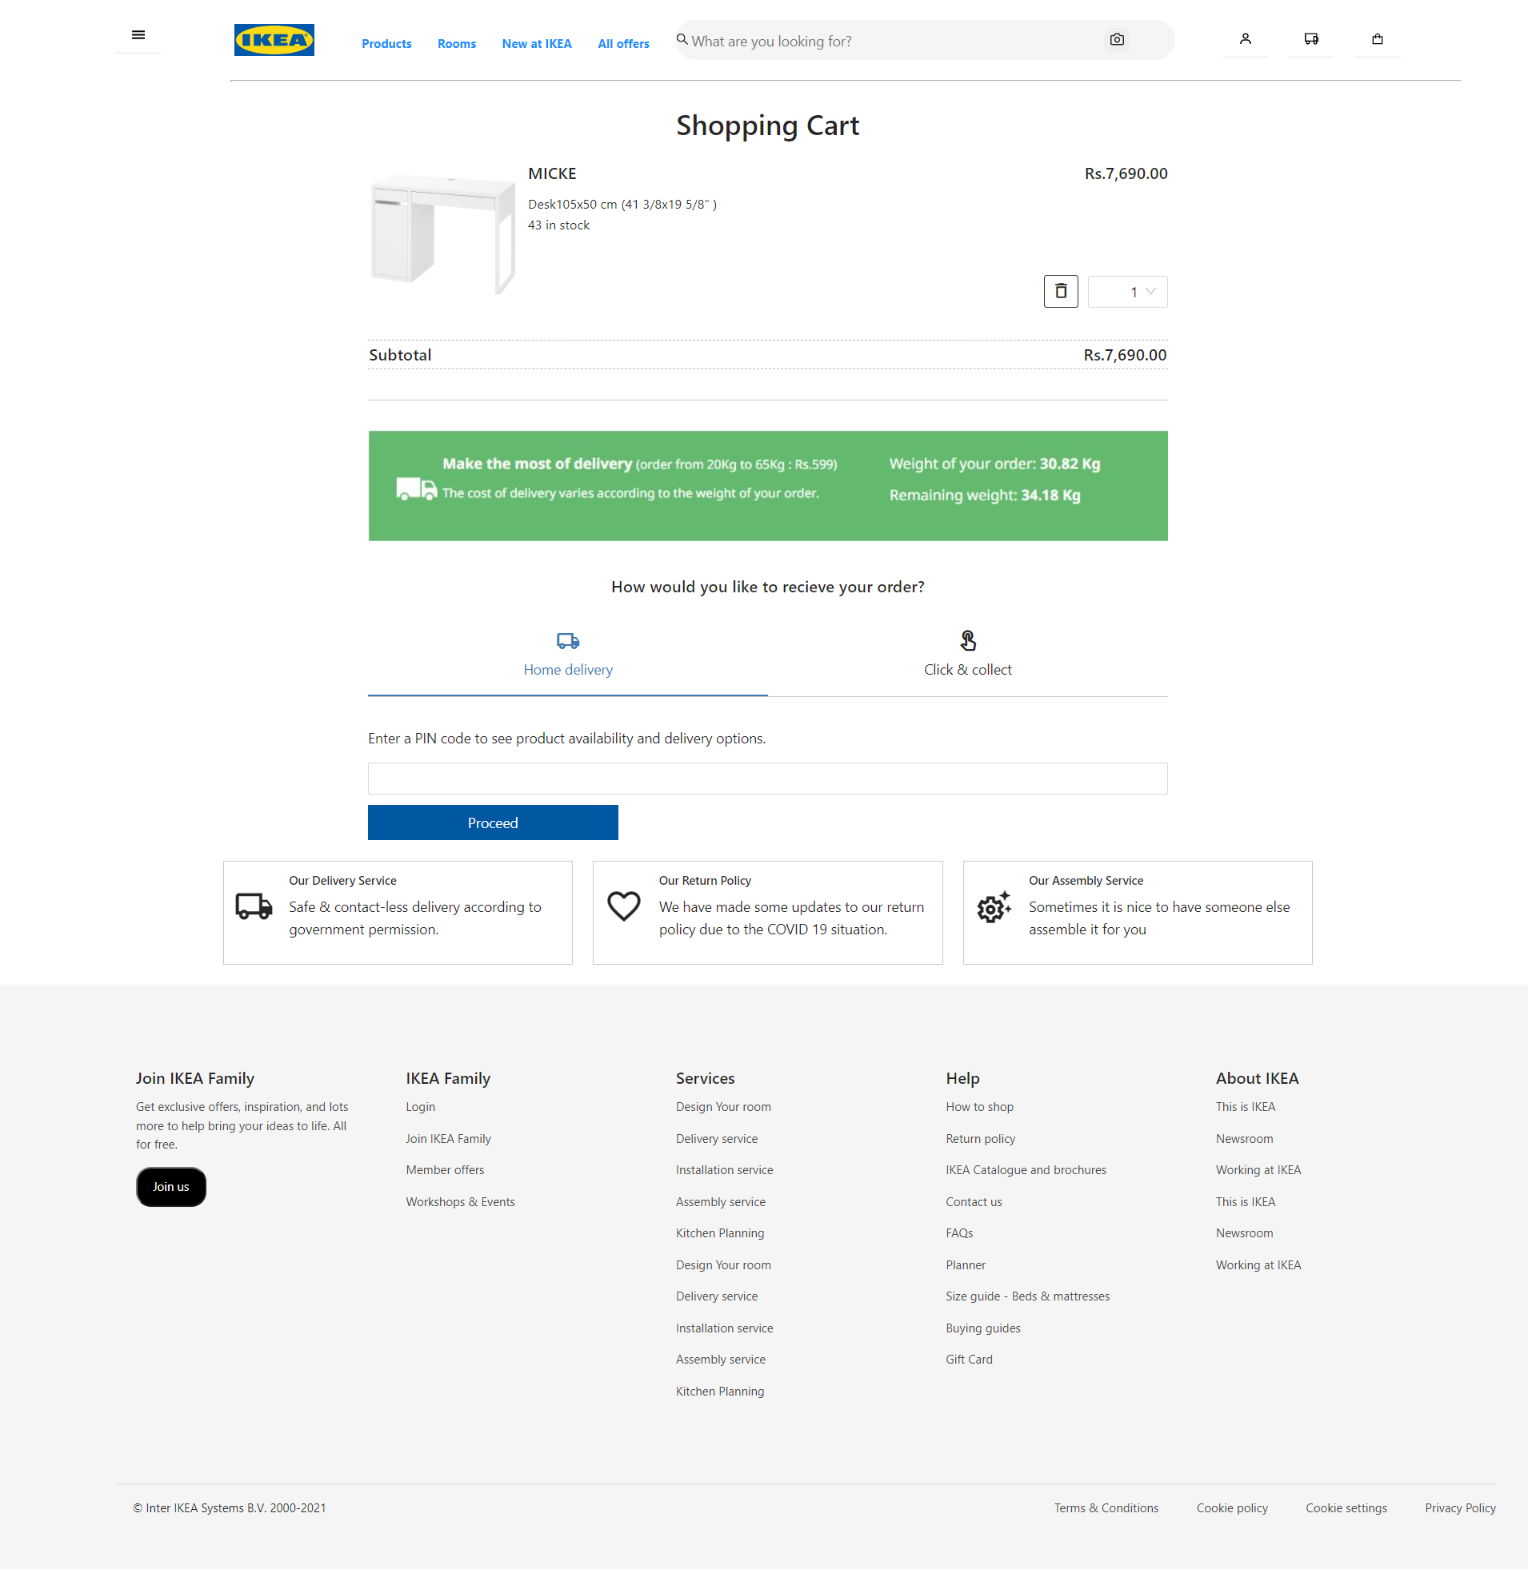 IKEA
Products Rooms New at IKEA All offers What are you looking for?
Shopping Cart
MICKE Rs.7,690.00
Desk105x50 cm (41 3/8x19 5/8" )
43 in stock
1
Subtotal Rs.7,690.00
Make the most of delivery (order from 20Kg to 65Kg : Rs.599)
The cost of delivery varies according to the weight of your order.
Weight of your order: 30.82 Kg
Remaining weight: 34.18 Kg
How would you like to recieve your order?
Home delivery Click & collect
Enter a PIN code to see product availability and delivery options.
Proceed
Our Delivery Service
Safe & contact-less delivery according to
government permission.
Our Return Policy
We have made some updates to our return
policy due to the COVID 19 situation.
Our Assembly Service
Sometimes it is nice to have someone else
assemble it for you
Join IKEA Family
Get exclusive offers, inspiration, and lots
more to help bring your ideas to life. All
for free.
Join us
IKEA Family
Login
Join IKEA Family
Member offers
Workshops & Events
Services
Design Your room
Delivery service
Installation service
Assembly service
Kitchen Planning
Design Your room
Delivery service
Installation service
Assembly service
Kitchen Planning
Help
How to shop
Return policy
IKEA Catalogue and brochures
Contact us
FAQs
Planner
Size guide - Beds & mattresses
Buying guides
Gift Card
About IKEA
This is IKEA
Newsroom
Working at IKEA
This is IKEA
Newsroom
Working at IKEA
© Inter IKEA Systems B.V. 2000-2021 Terms & Conditions Cookie policy Cookie settings Privacy Policy